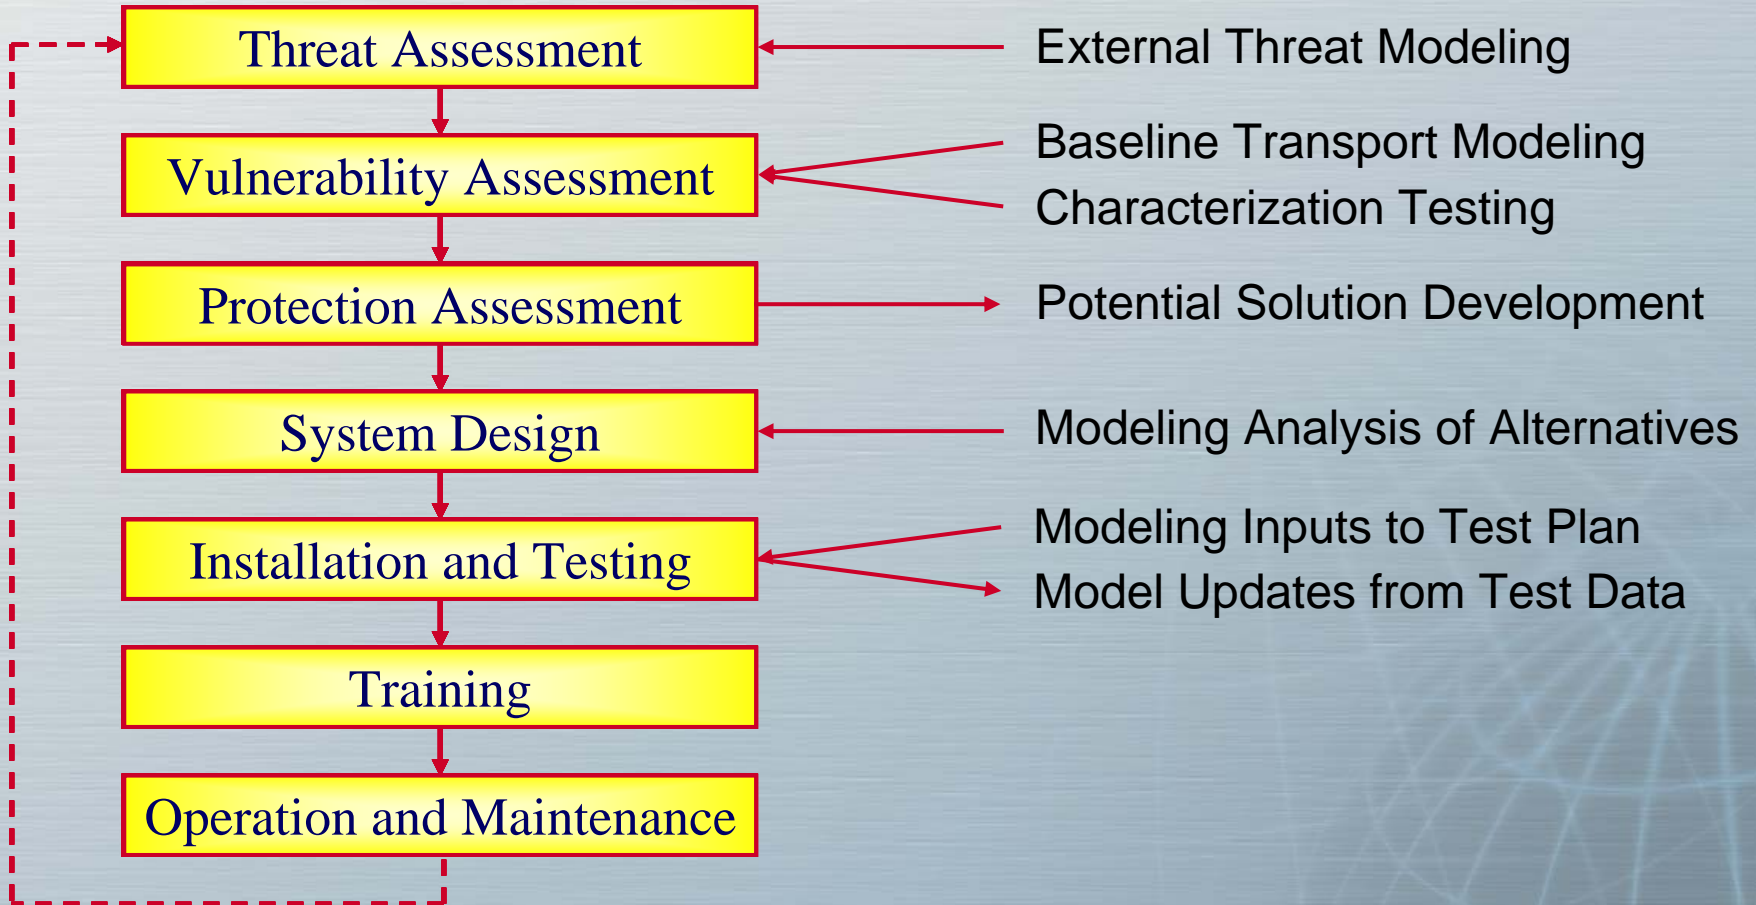 Threat Assessment
External Threat Modeling
Vulnerability Assessment
Baseline Transport Modeling
Characterization Testing
Protection Assessment
Potential Solution Development
System Design
Modeling Analysis of Alternatives
Installation and Testing
Modeling Inputs to Test Plan
Model Updates from Test Data
Training
Operation and Maintenance